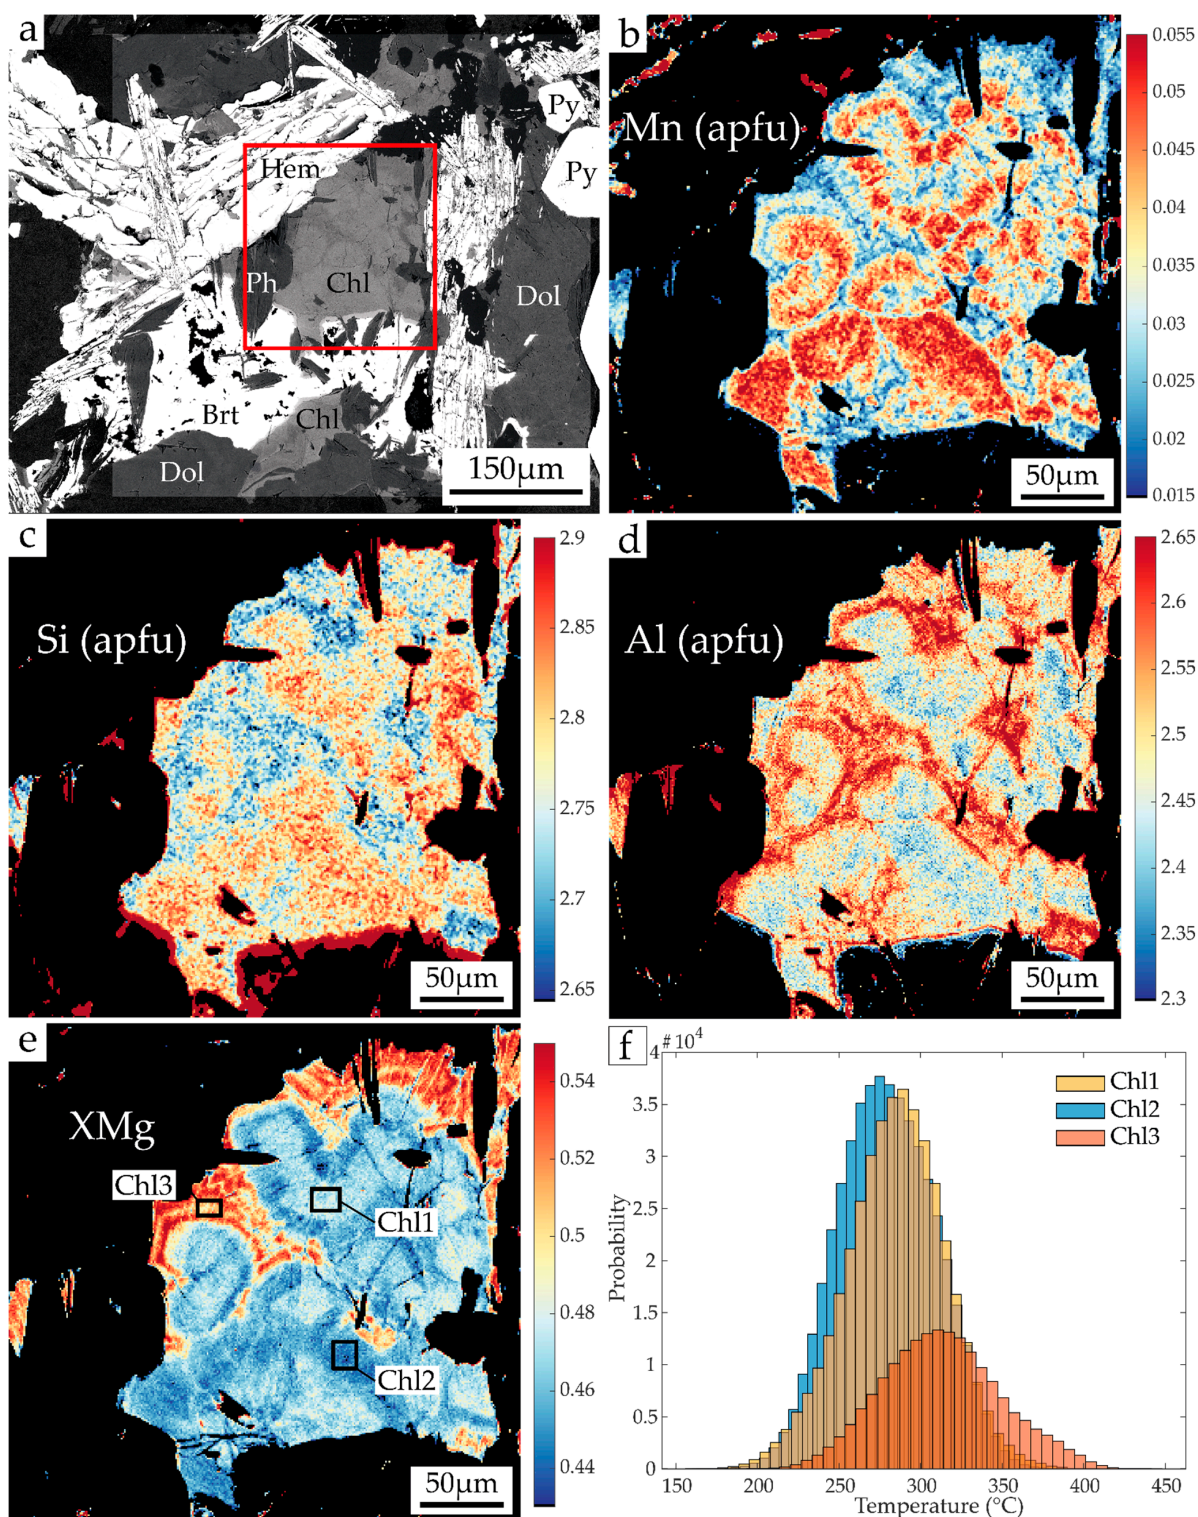 a
Py
Py
Hem
Ph
Chl
Dol
Brt
Chl
Dol
150µm
b
Mn (apfu)
50µm
0.055
0.05
0.045
0.04
0.035
0.03
0.025
0.02
0.015
c
Si (apfu)
50µm
2.9
2.85
2.8
2.75
2.7
2.65
d
Al (apfu)
50µm
2.65
2.6
2.55
2.5
2.45
2.4
2.35
2.3
e
XMg
Chl3
Chl1
Chl2
50µm
0.54
0.52
0.5
0.48
0.46
0.44
f
4 # 10⁴
3.5
3
2.5
2
1.5
1
0.5
0
Probability
Chl1
Chl2
Chl3
150 200 250 300 350 400 450
Temperature (°C)